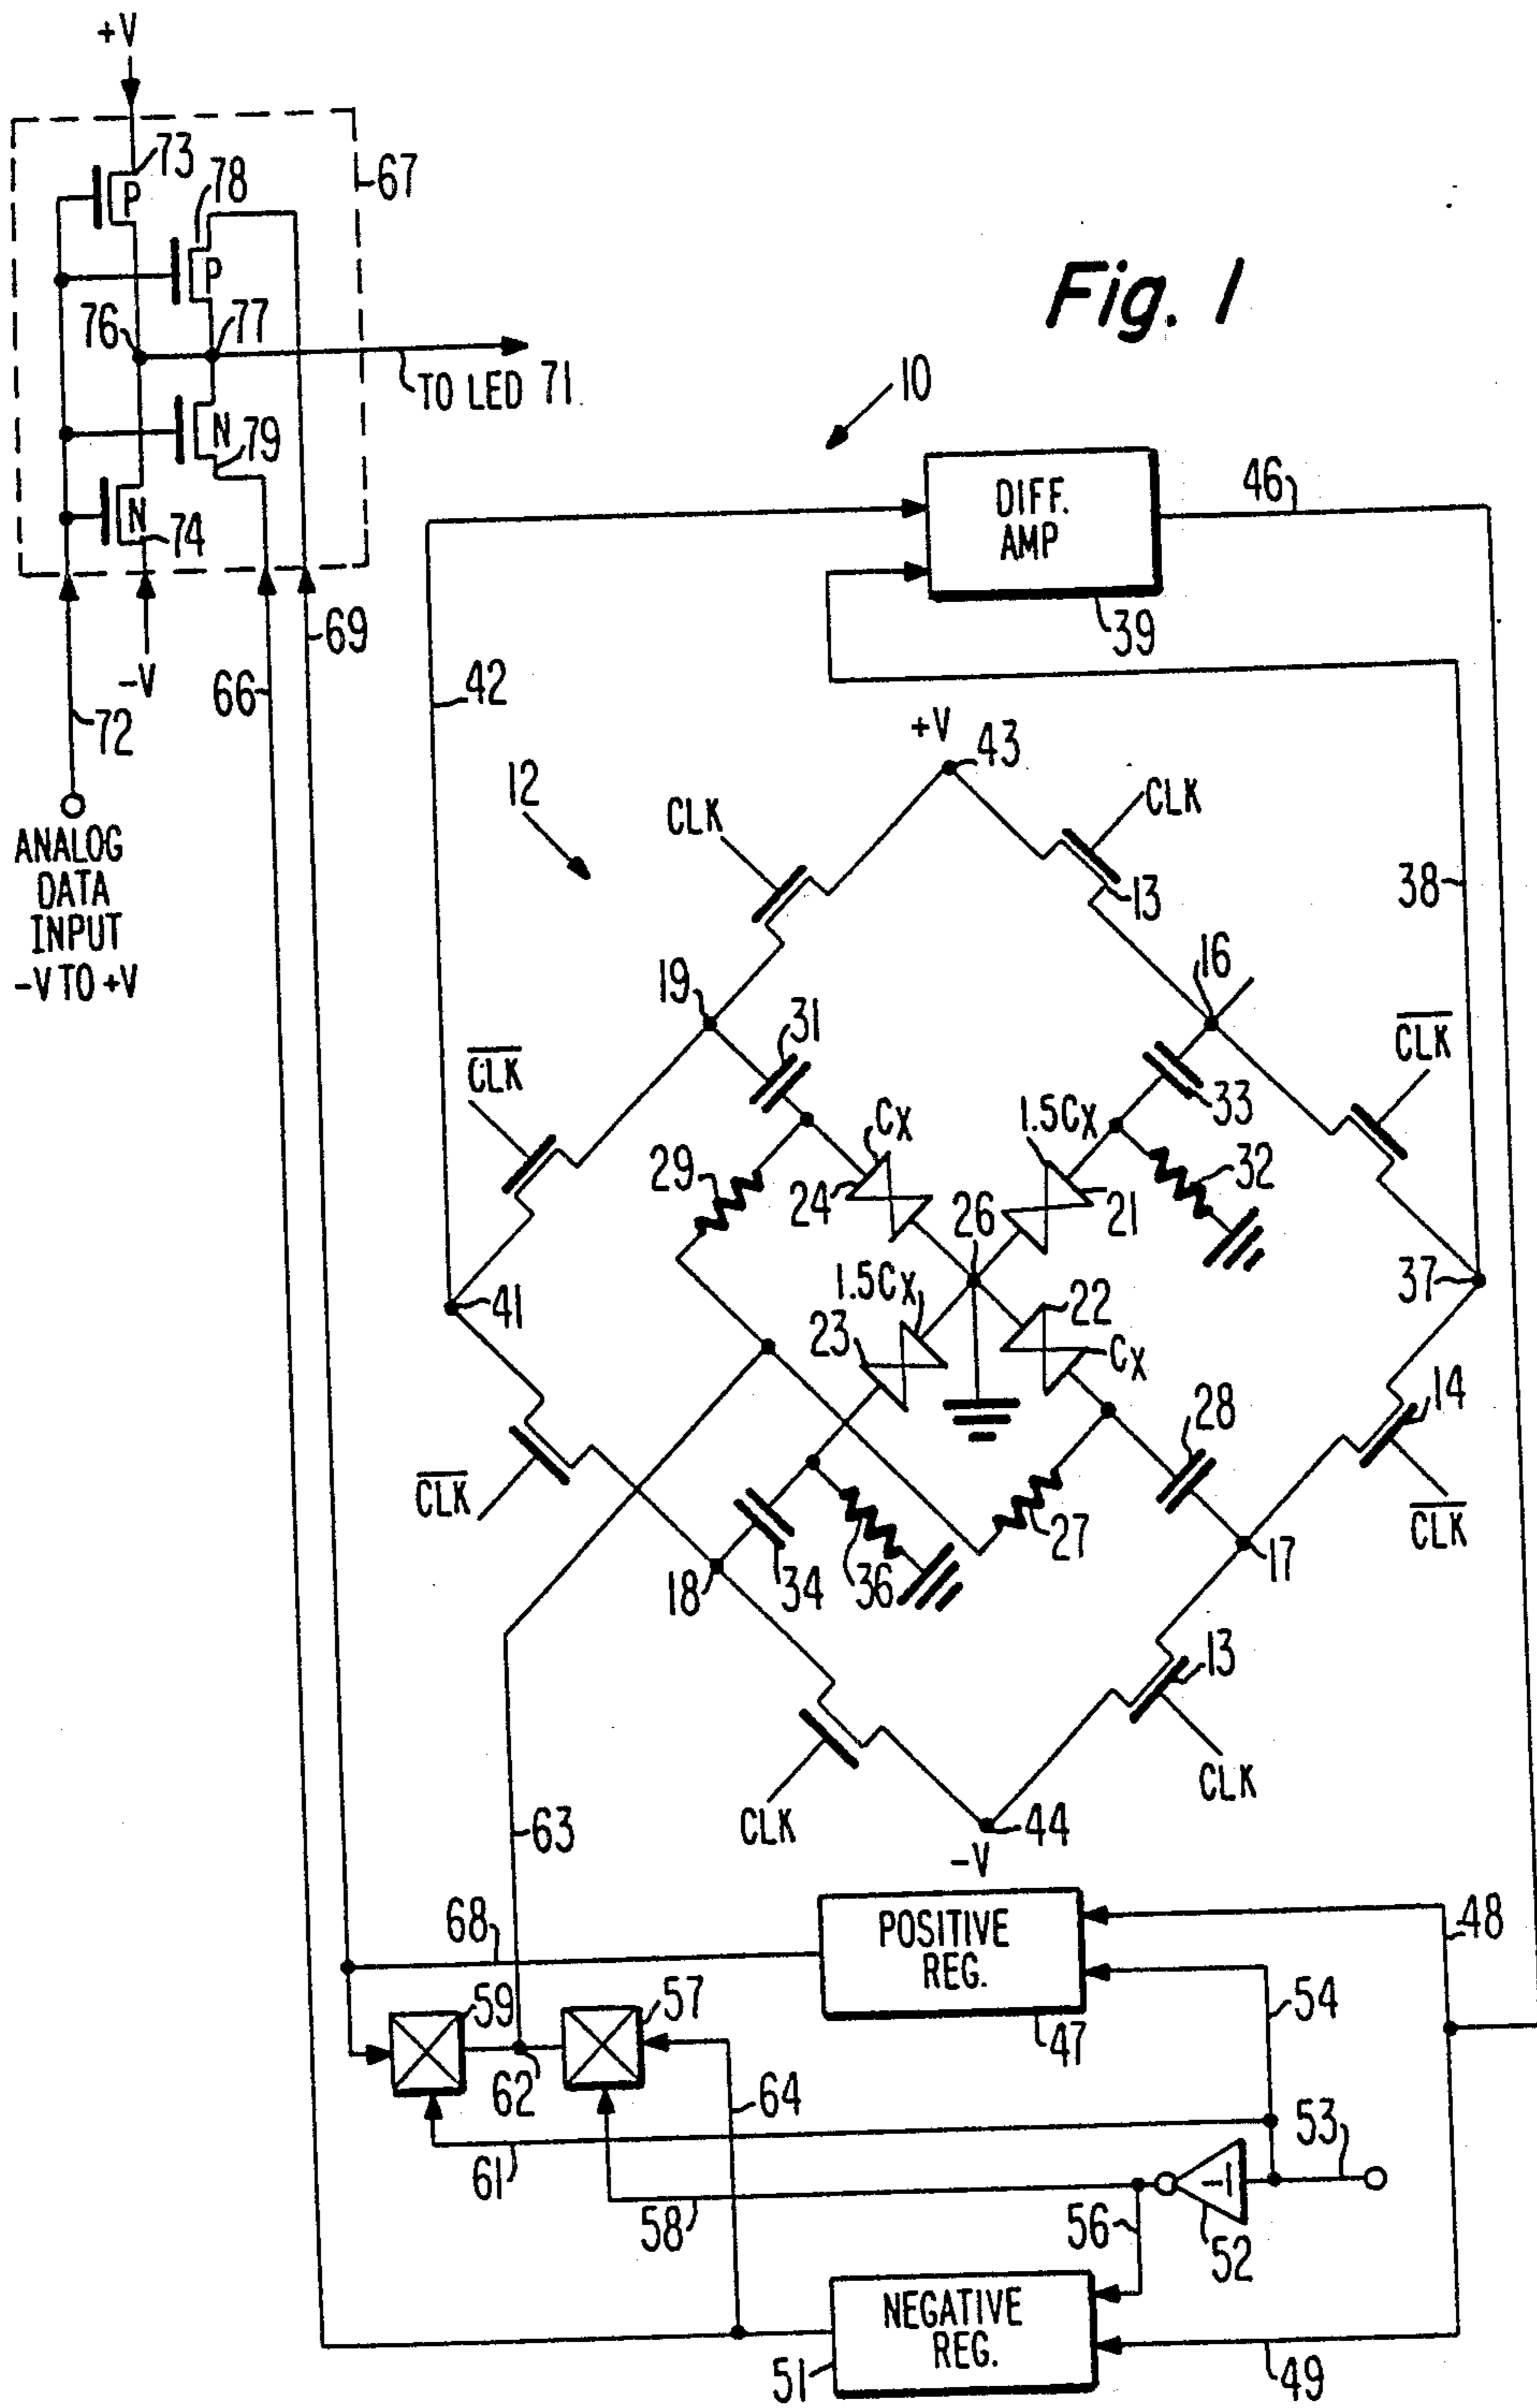 +V
73
78
67
P
P
Fig. 1
76
77
TO LED 71
10
N
79
N
74
46
DIFF.
AMP
39
69
-V
66
42
72
+V
43
12
CLK
CLK
ANALOG
DATA
INPUT
-V TO +V
13
38
16
19
31
CLK
CLK
33
Cx
1.5Cx
29
32
24
26
21
1.5Cx
37
41
22
23
Cx
28
14
CLK
27
CLK
17
18
34
36
13
CLK
CLK
63
44
-V
68
POSITIVE
REG.
48
59
57
54
47
62
64
53
61
-1
58
56
52
NEGATIVE
REG.
51
49